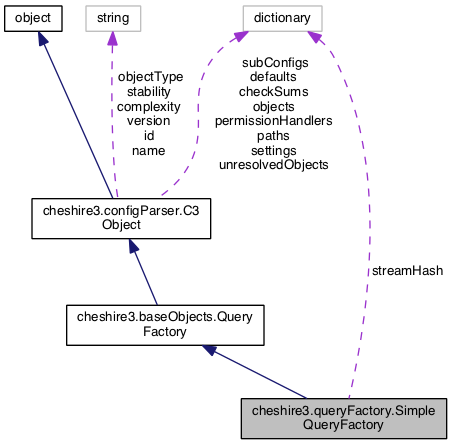 object
string
dictionary
objectType
stability
complexity
version
id
name
subConfigs
defaults
checkSums
objects
permissionHandlers
paths
settings
unresolvedObjects
cheshire3.configParser.C3
Object
streamHash
cheshire3.baseObjects.Query
Factory
cheshire3.queryFactory.Simple
QueryFactory